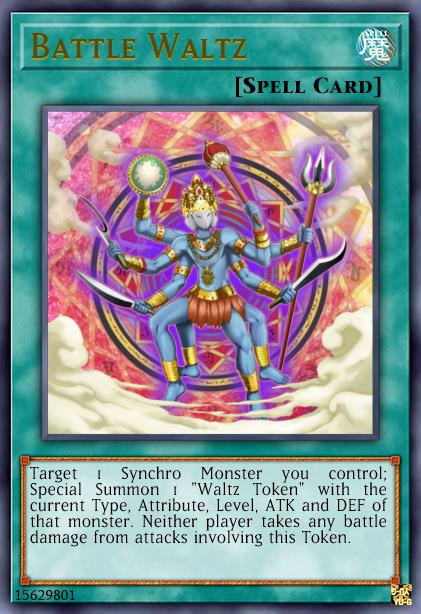 Battle Waltz
SPELL
魔
[Spell Card]
Target 1 Synchro Monster you control;
Special Summon 1 "Waltz Token" with the
current Type, Attribute, Level, ATK and DEF of
that monster. Neither player takes any battle
damage from attacks involving this Token.
15629801